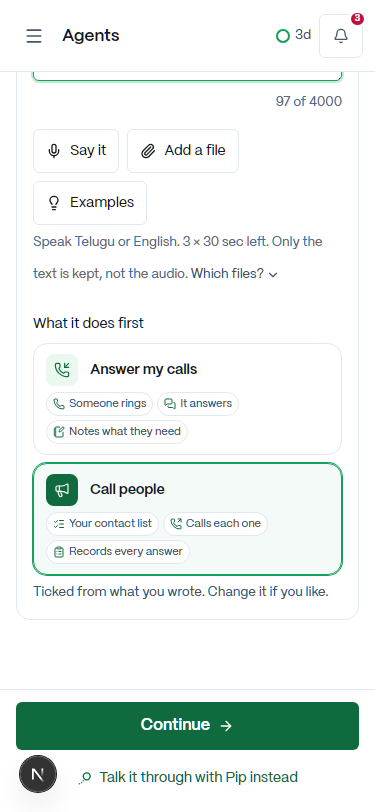 Agents
3d
3
97 of 4000
Say it
Add a file
Examples
Speak Telugu or English. 3 × 30 sec left. Only the
text is kept, not the audio. Which files?
What it does first
Answer my calls
Someone rings
It answers
Notes what they need
Call people
Your contact list
Calls each one
Records every answer
Ticked from what you wrote. Change it if you like.
Continue
N
Talk it through with Pip instead